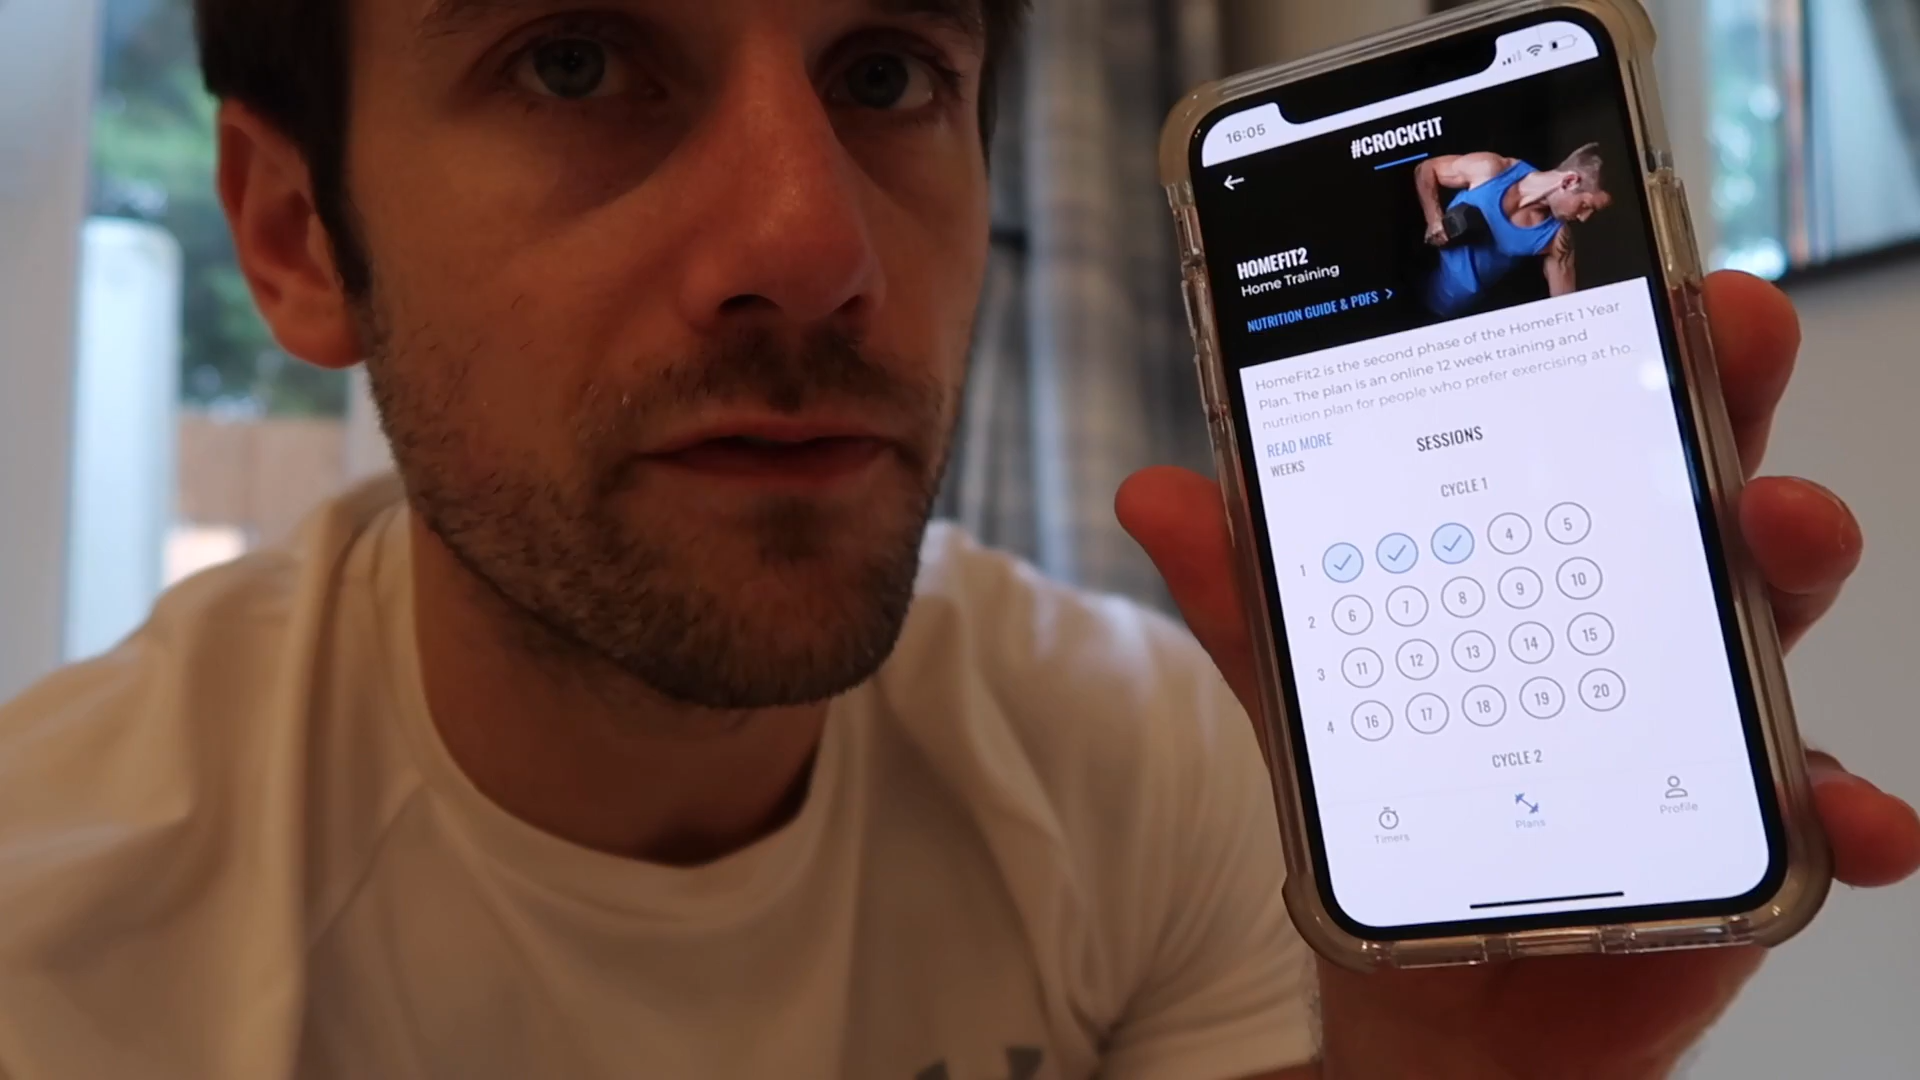 16:05
#CROCKFIT
HOMEFIT2
Home Training
NUTRITION GUIDE & PDFS >
HomeFit2 is the second phase of the HomeFit 1 Year
Plan. The plan is an online 12 week training and
nutrition plan for people who prefer exercising at ho...
READ MORE
SESSIONS
WEEKS
CYCLE 1
1 4 5
2 6 7 8 9 10
3 11 12 13 14 15
4 16 17 18 19 20
CYCLE 2
Timers Plans Profile